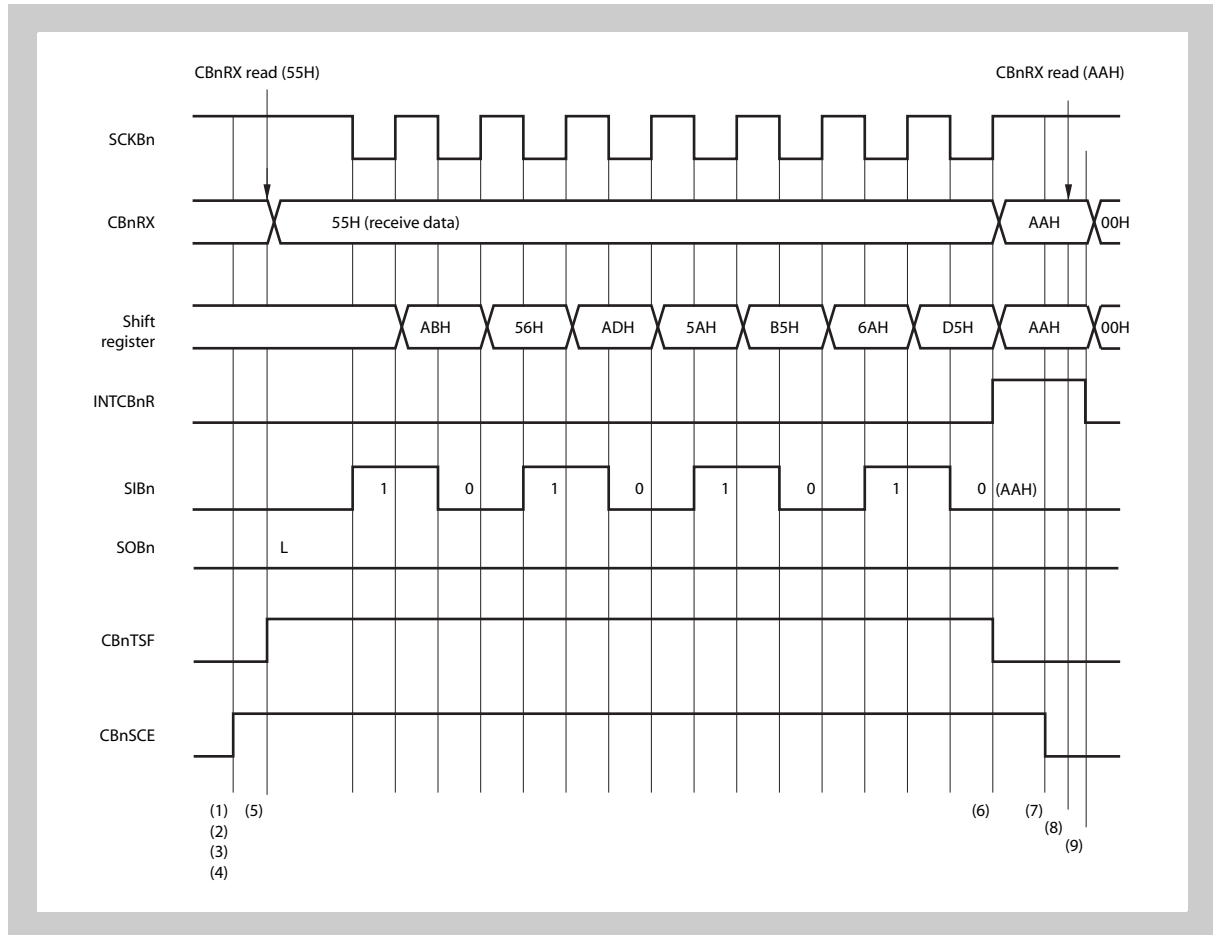 CBnRX read (55H)
CBnRX read (AAH)
SCKBn
CBnRX
55H (receive data)
AAH
00H
Shift
register
ABH
56H
ADH
5AH
B5H
6AH
D5H
AAH
00H
INTCBnR
SIBn
1
0
1
0
1
0
1
0
(AAH)
SOBn
L
CBnTSF
CBnSCE
(1)
(5)
(6)
(7)
(2)
(8)
(3)
(9)
(4)